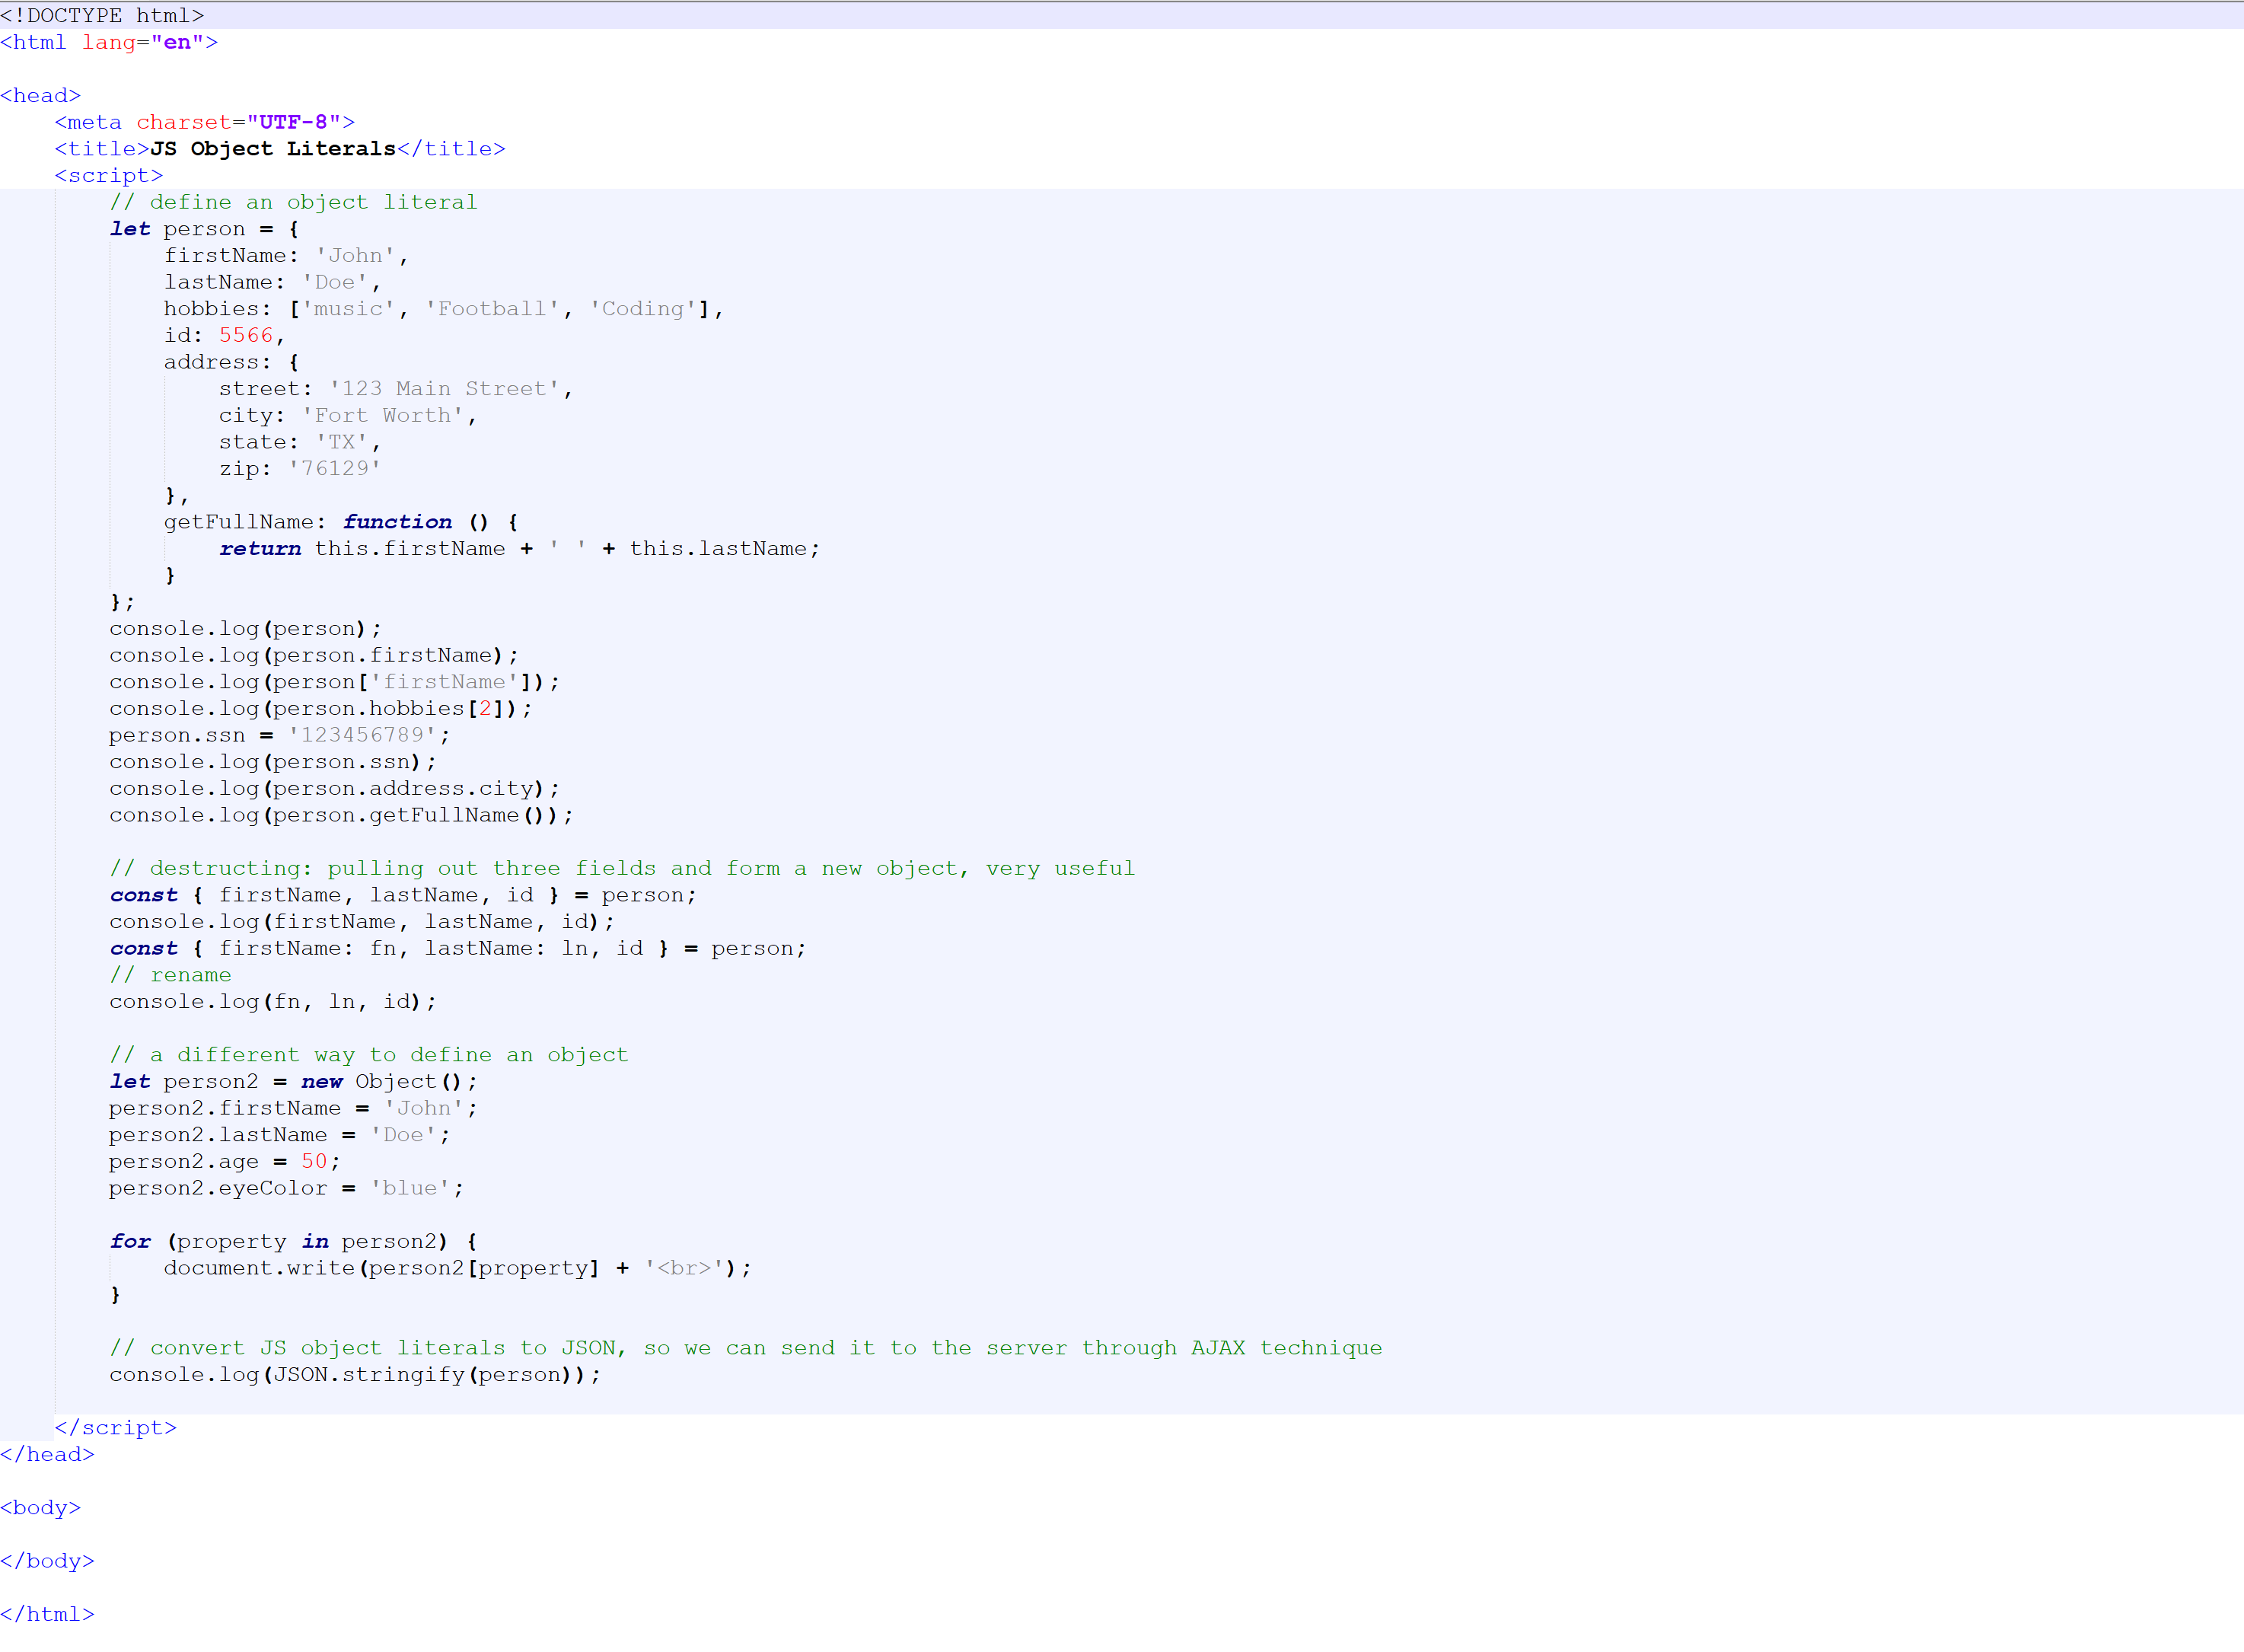 <!DOCTYPE html>
<html lang="en">
<head>
<meta charset="UTF-8">
<title>JS Object Literals</title>
<script>
// define an object literal
let person = {
firstName: 'John',
lastName: 'Doe',
hobbies: ['music', 'Football', 'Coding'],
id: 5566,
address: {
street: '123 Main Street',
city: 'Fort Worth',
state: 'TX',
zip: '76129'
},
getFullName: function () {
return this.firstName + ' ' + this.lastName;
}
};
console.log(person);
console.log(person.firstName);
console.log(person['firstName']);
console.log(person.hobbies[2]);
person.ssn = '123456789';
console.log(person.ssn);
console.log(person.address.city);
console.log(person.getFullName());
// destructing: pulling out three fields and form a new object, very useful
const { firstName, lastName, id } = person;
console.log(firstName, lastName, id);
const { firstName: fn, lastName: ln, id } = person;
// rename
console.log(fn, ln, id);
// a different way to define an object
let person2 = new Object();
person2.firstName = 'John';
person2.lastName = 'Doe';
person2.age = 50;
person2.eyeColor = 'blue';
for (property in person2) {
document.write(person2[property] + '<br>');
}
// convert JS object literals to JSON, so we can send it to the server through AJAX technique
console.log(JSON.stringify(person));
</script>
</head>
<body>
</body>
</html>